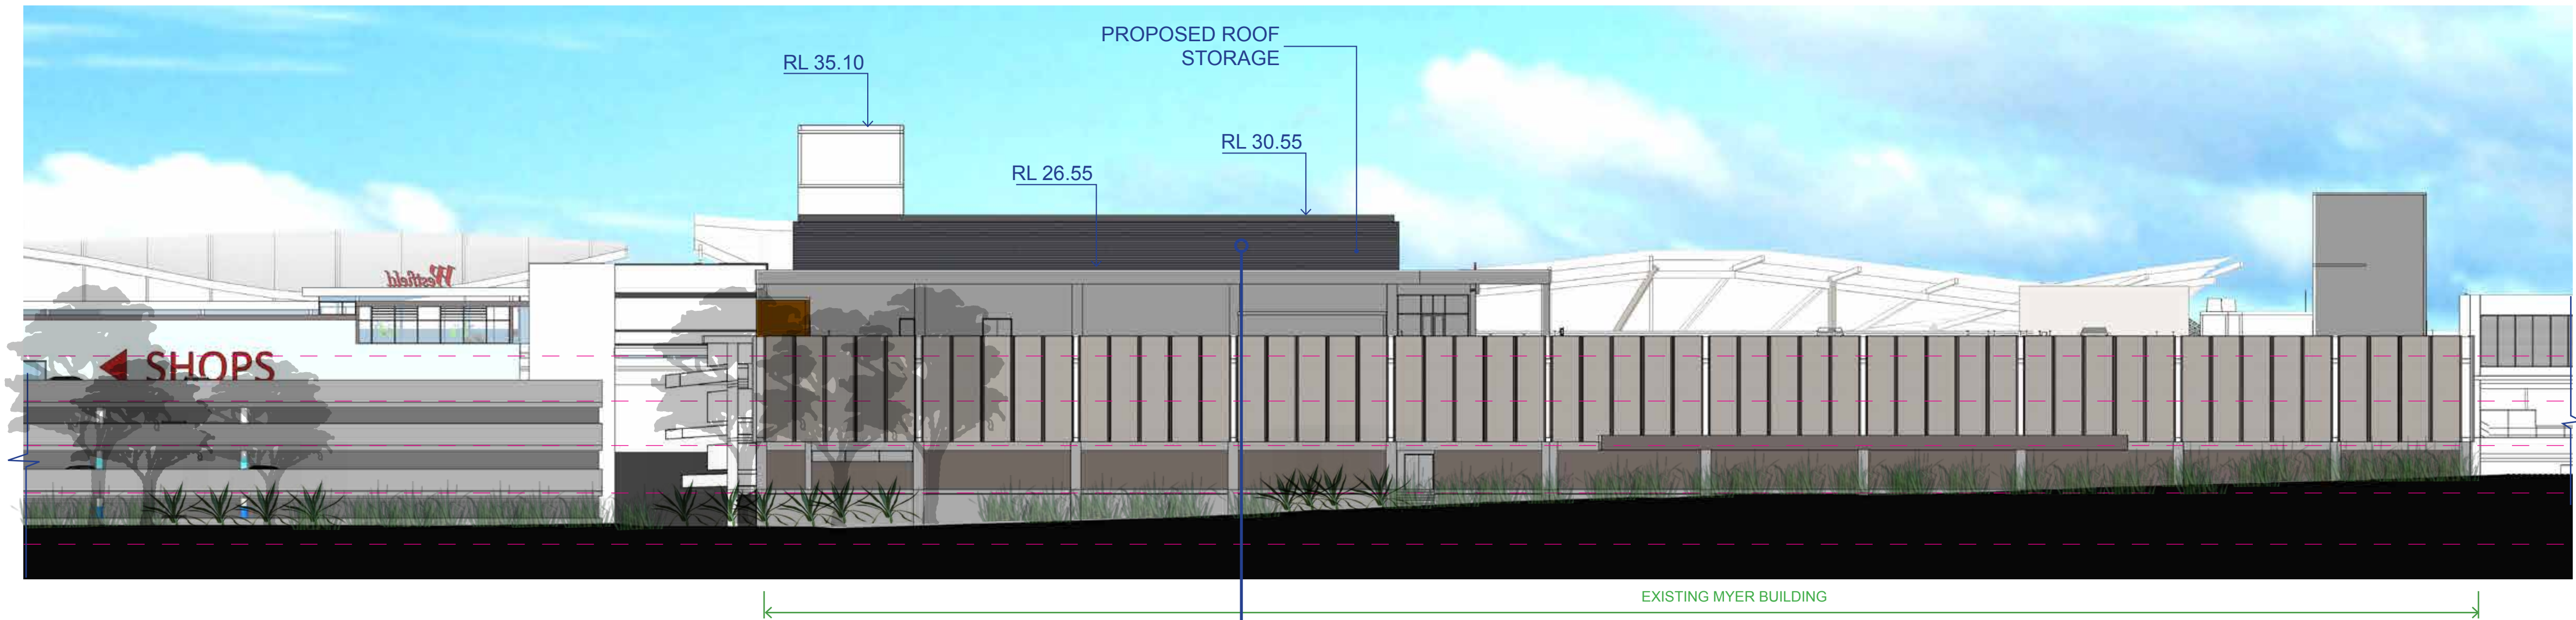 PROPOSED ROOF
STORAGE
RL 35.10
RL 30.55
RL 26.55
Westfield
SHOPS
EXISTING MYER BUILDING